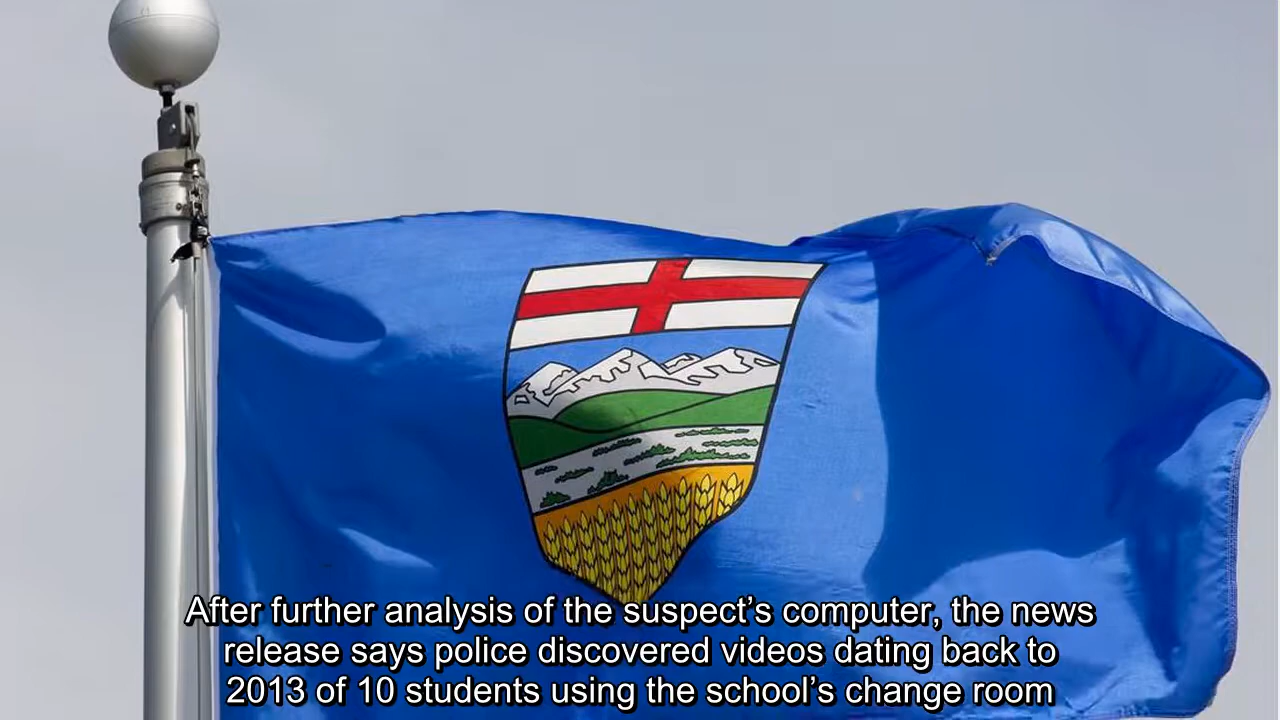 After further analysis of the suspect’s computer, the news
release says police discovered videos dating back to
2013 of 10 students using the school’s change room